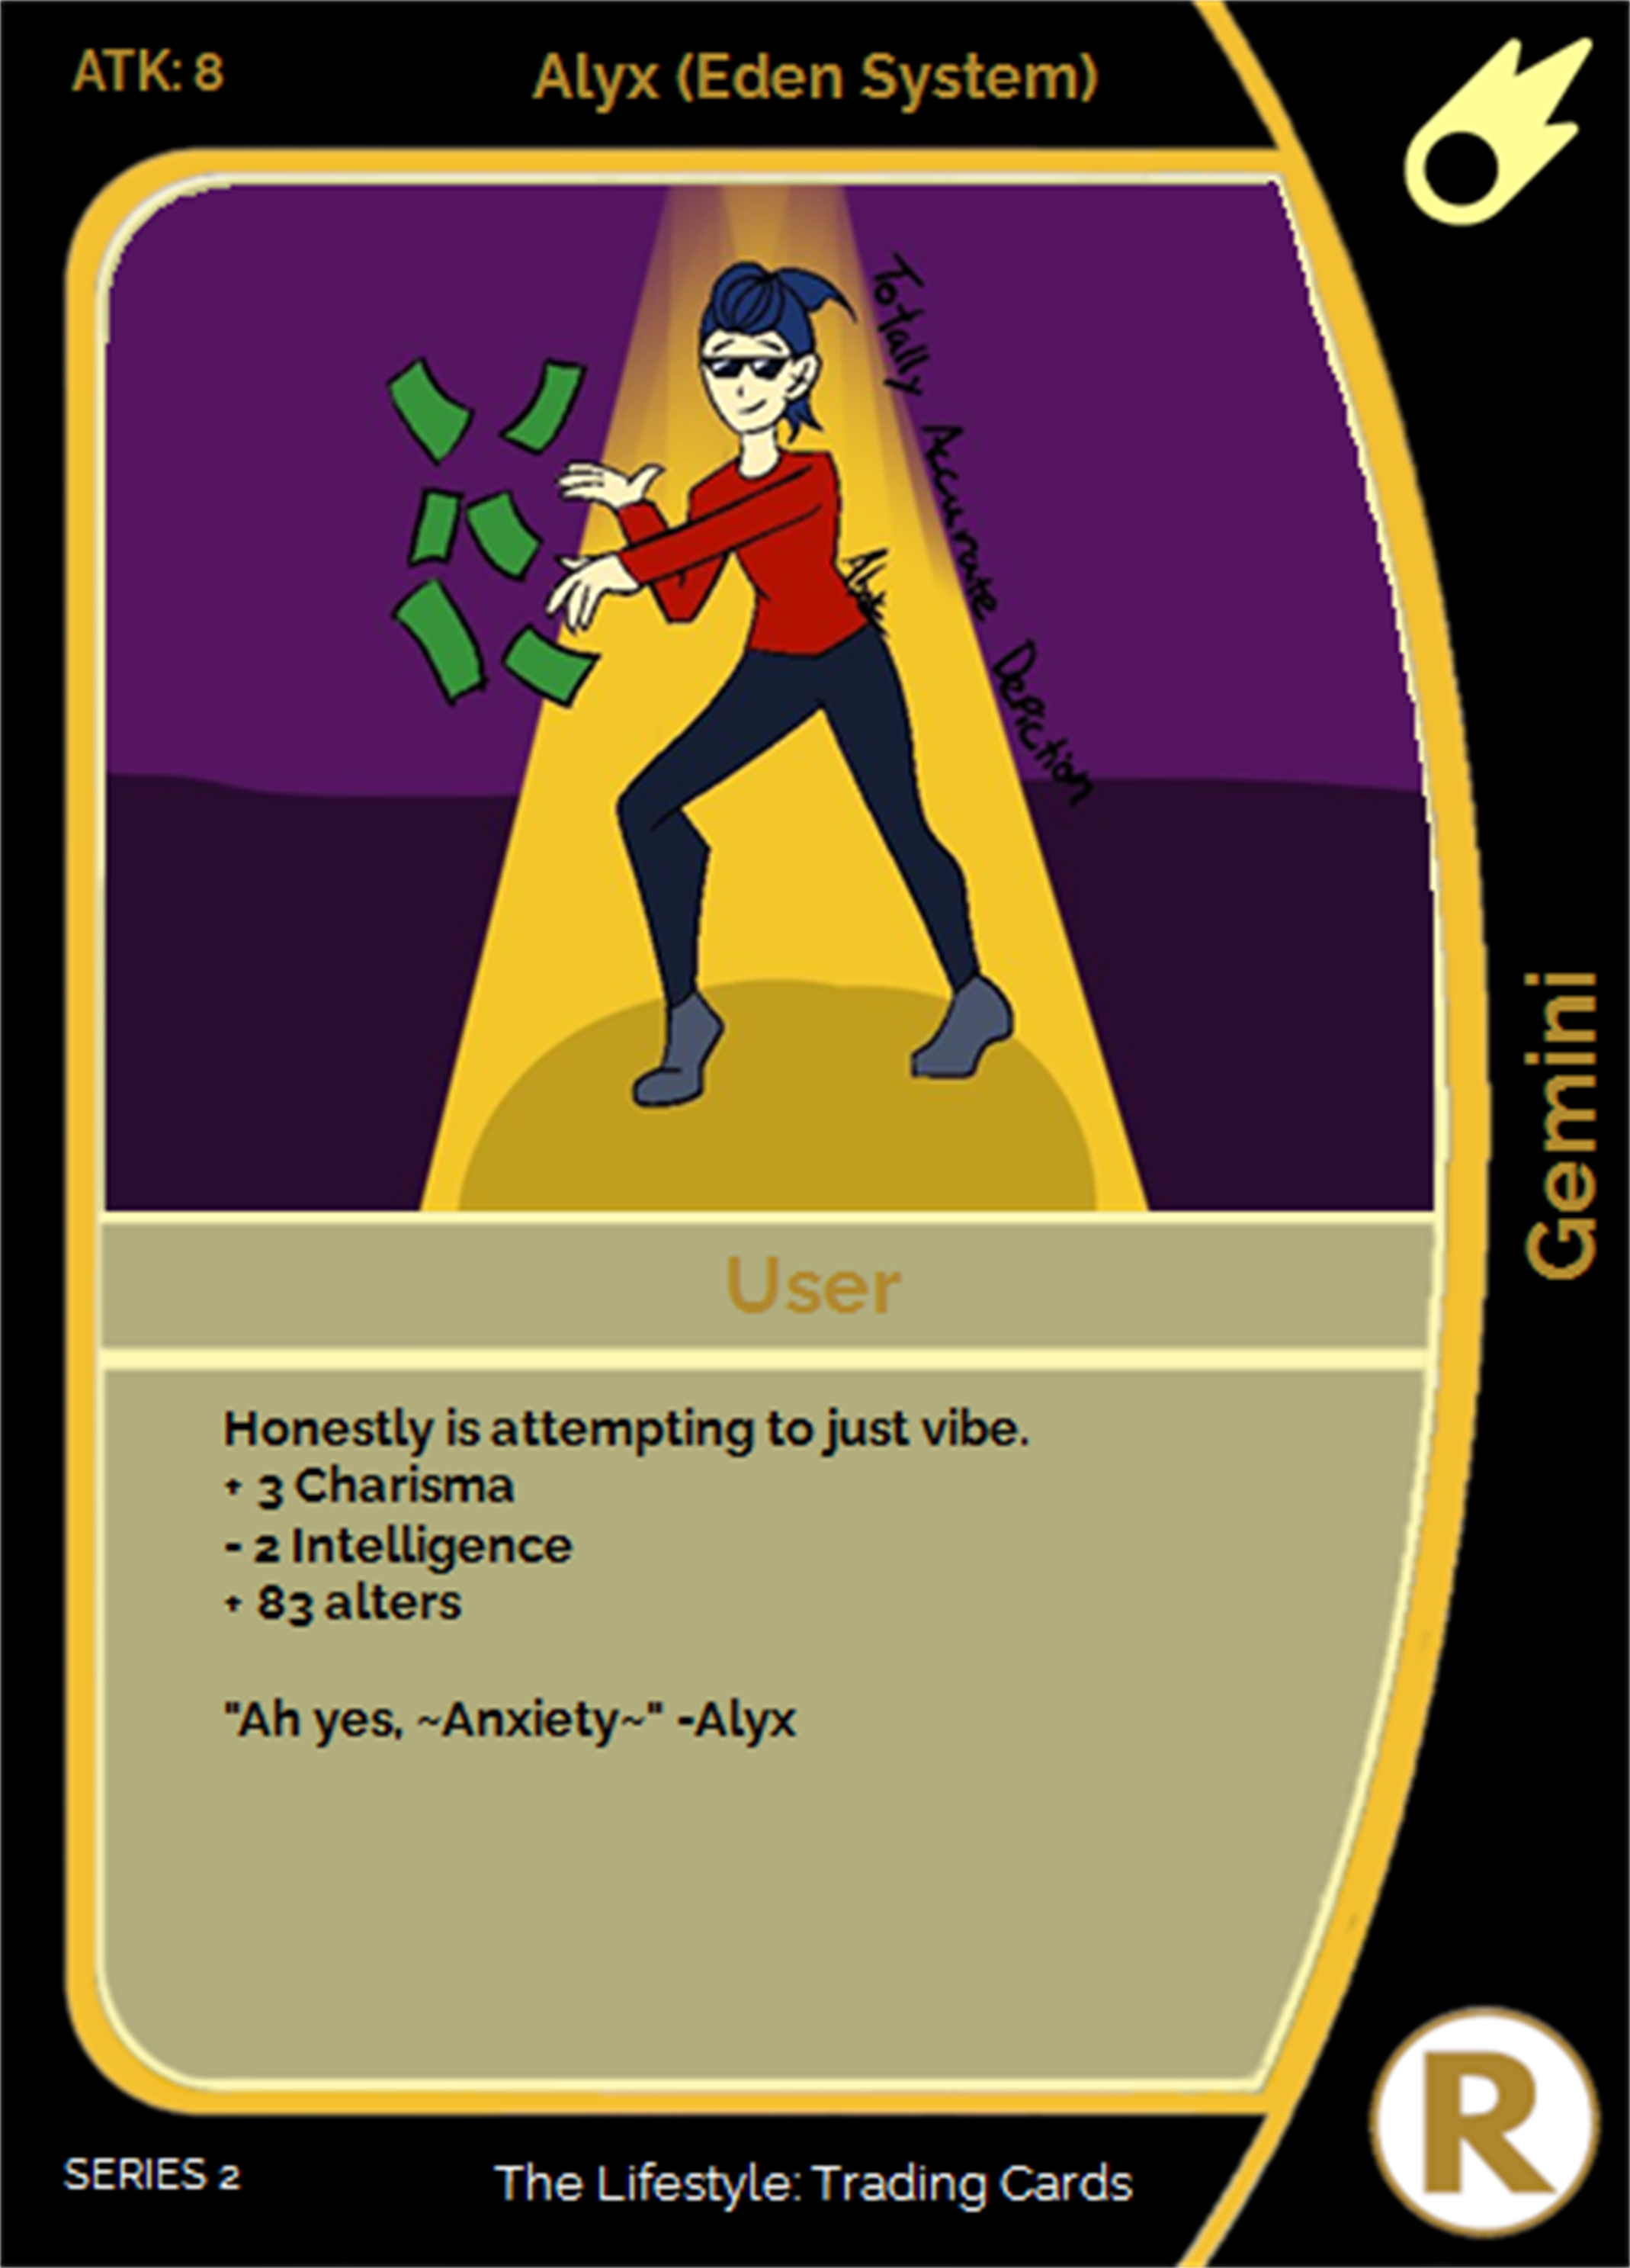 ATK: 8
Alyx (Eden System)
Totally Accurate Depiction
Gemini
User
Honestly is attempting to just vibe.
+ 3 Charisma
- 2 Intelligence
+ 83 alters
"Ah yes, ~Anxiety~" -Alyx
SERIES 2
The Lifestyle: Trading Cards
R